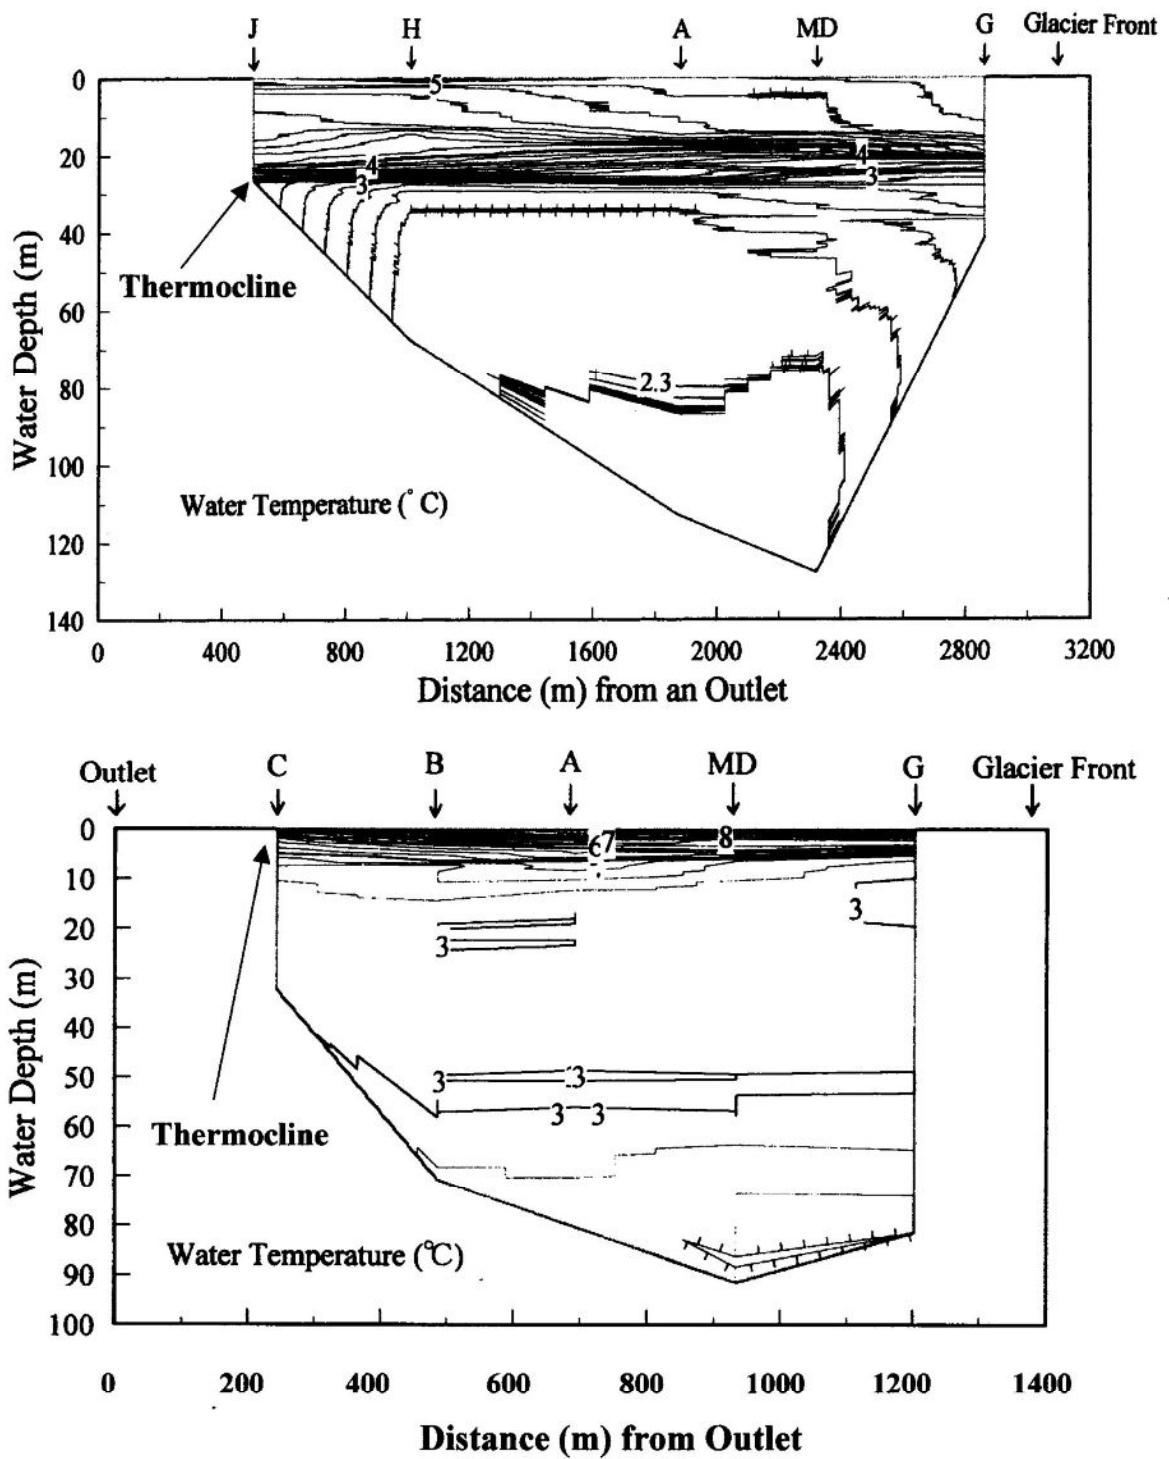 J H A MD G Glacier Front
0
5
20
4
4
3
3
40
Thermocline
60
2.3
80
100
Water Temperature (° C)
120
140
Water Depth (m)
0 400 800 1200 1600 2000 2400 2800 3200
Distance (m) from an Outlet
Outlet C B A MD G Glacier Front
0
6 7 8
10
3
20
3
30
40
50
3 3
3 3
60
Thermocline
70
80
Water Temperature (°C)
90
100
Water Depth (m)
0 200 400 600 800 1000 1200 1400
Distance (m) from Outlet